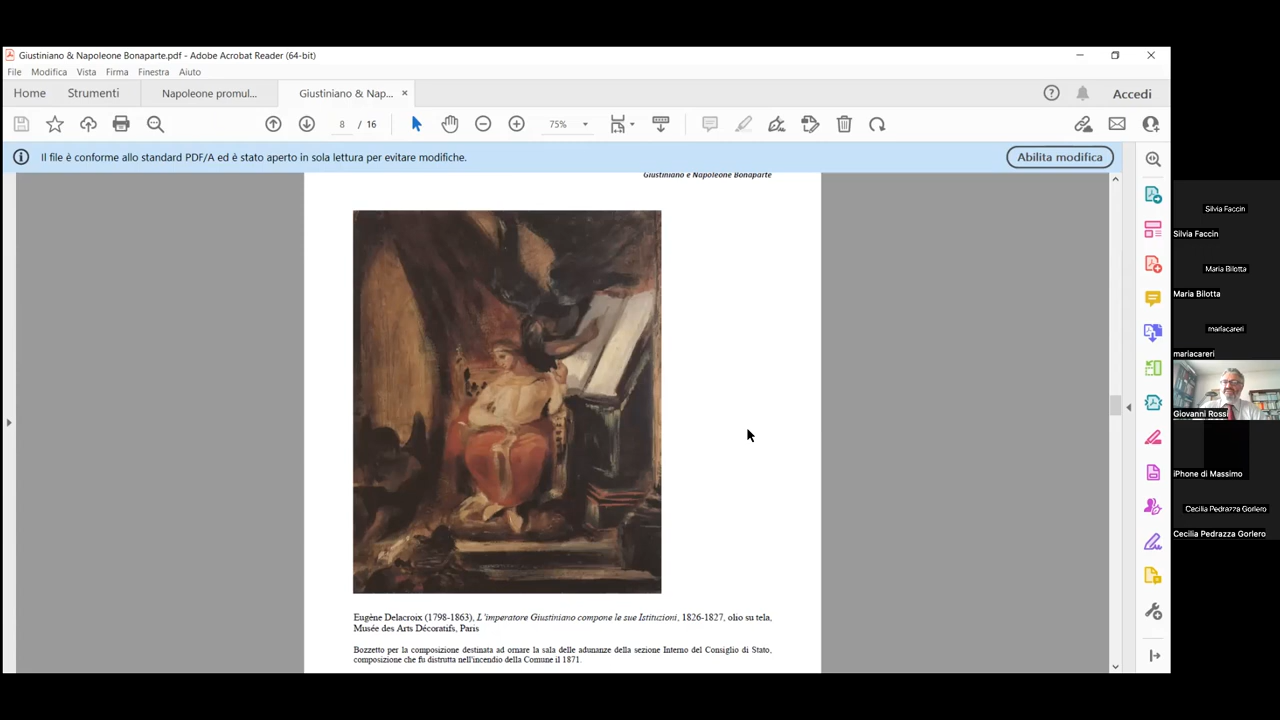 Giustiniano & Napoleone Bonaparte.pdf - Adobe Acrobat Reader (64-bit)
File Modifica Vista Firma Finestra Aiuto
Home Strumenti Napoleone promul... Giustiniano & Nap... × Accedi
8 / 16 75%
Il file è conforme allo standard PDF/A ed è stato aperto in sola lettura per evitare modifiche. Abilita modifica
Giustiniano e Napoleone Bonaparte
Eugène Delacroix (1798-1863), L'imperatore Giustiniano compone le sue Istituzioni, 1826-1827, olio su tela,
Musée des Arts Décoratifs, Paris
Bozzetto per la composizione destinata ad ornare la sala delle adunanze della sezione Interno del Consiglio di Stato,
composizione che fu distrutta nell'incendio della Comune il 1871.
Silvia Faccin
Silvia Faccin
Maria Bilotta
Maria Bilotta
mariacareri
mariacareri
Giovanni Rossi
iPhone di Massimo
Cecilia Pedrazza Gorlero
Cecilia Pedrazza Gorlero